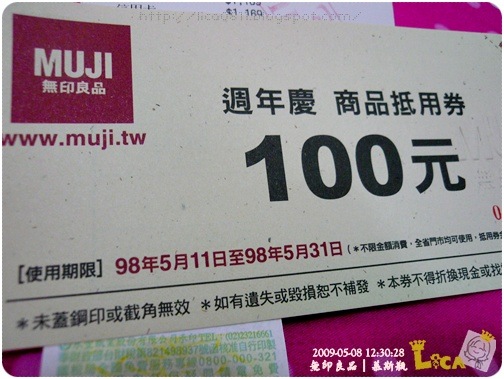 $1,189
MUJI
無印良品
www.muji.tw
週年慶 商品抵用券
100元
[使用期限] 98年5月11日至98年5月31日 (*不限金額消費，全省門市均可使用，抵用券金
*未蓋鋼印或截角無效 *如有遺失或毀損恕不補發 *本券不得折換現金或找
2009-05-08 12:30:28
無印良品 | 慕斯瓶
LiCA